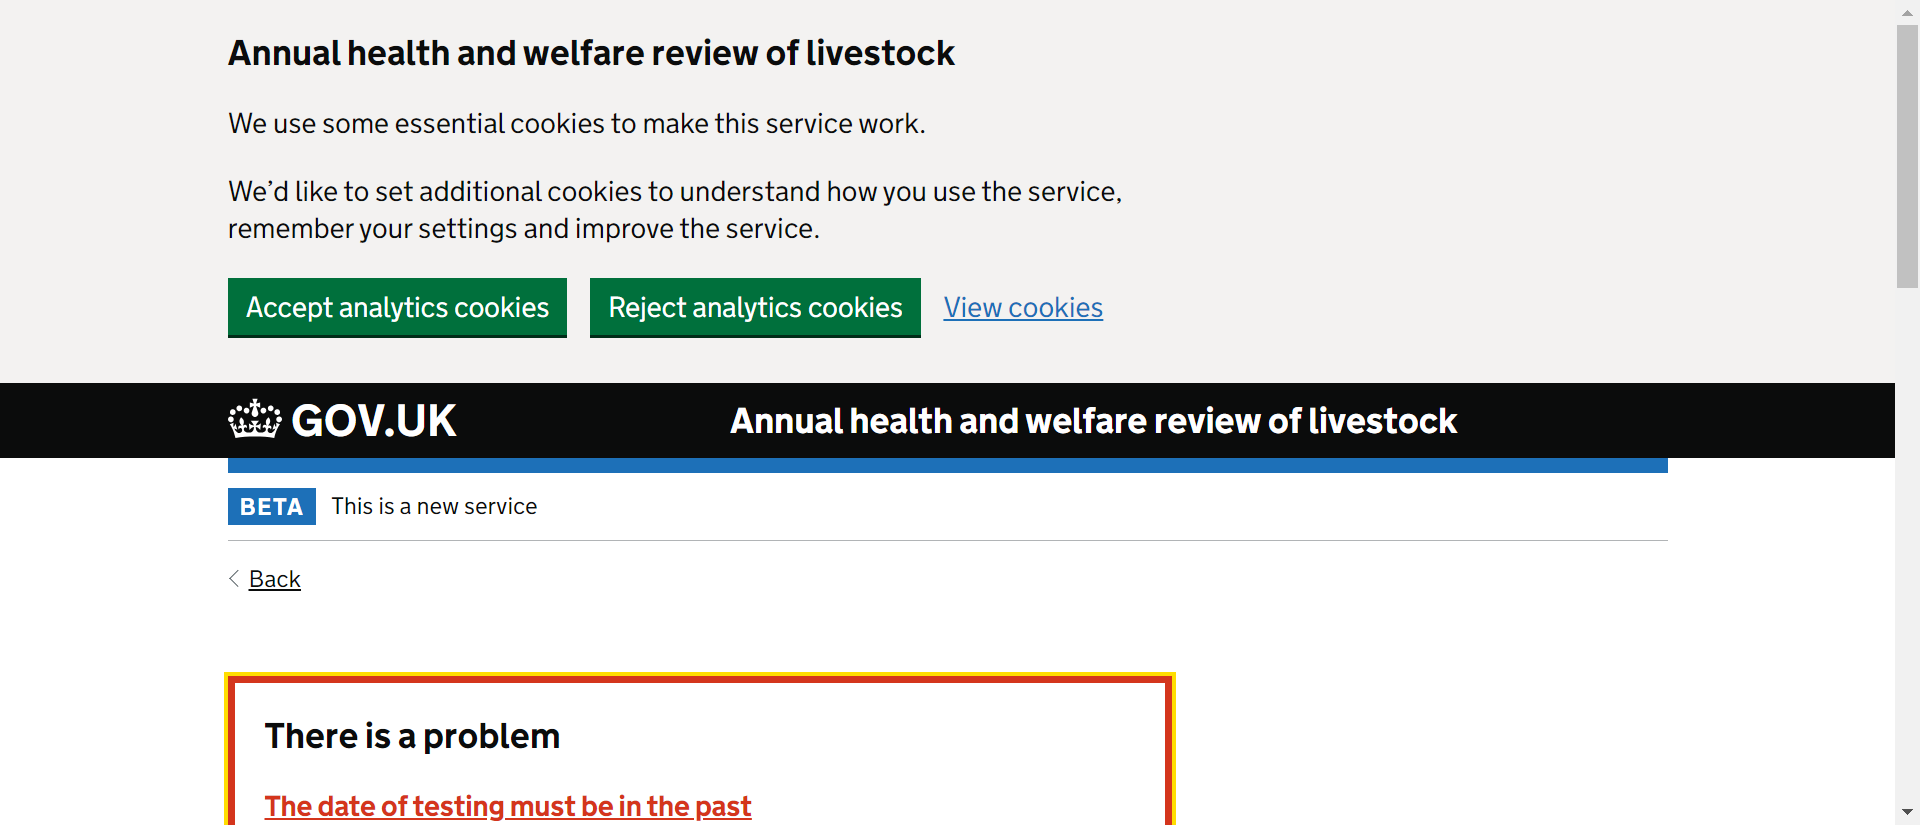 Annual health and welfare review of livestock
We use some essential cookies to make this service work.
We’d like to set additional cookies to understand how you use the service,
remember your settings and improve the service.
Accept analytics cookies Reject analytics cookies View cookies
GOV.UK Annual health and welfare review of livestock
BETA This is a new service
Back
There is a problem
The date of testing must be in the past